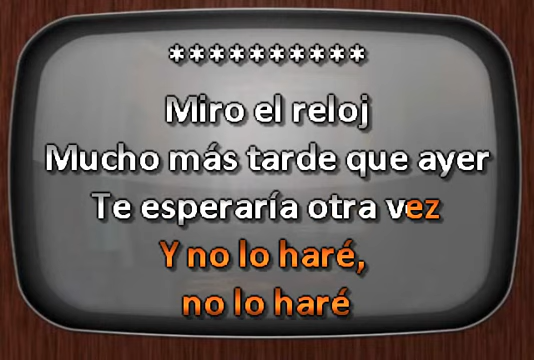 **********
Miro el reloj
Mucho más tarde que ayer
Te esperaría otra vez
Y no lo haré,
no lo haré